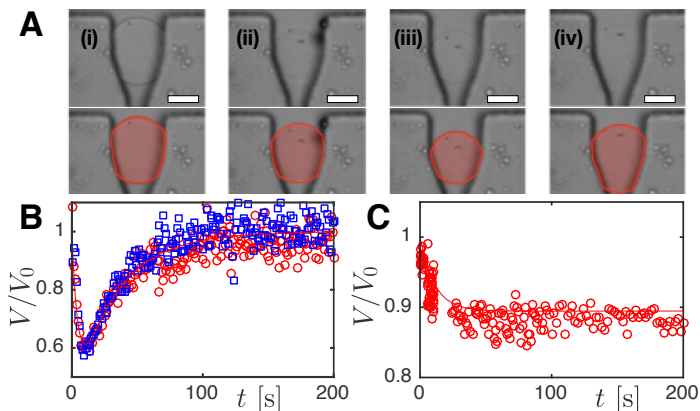 A
(i) (ii) (iii) (iv)
B
C
1
0.8
0.6
V/V₀
0 100 200
t [s]
1
0.9
0.8
V/V₀
0 100 200
t [s]